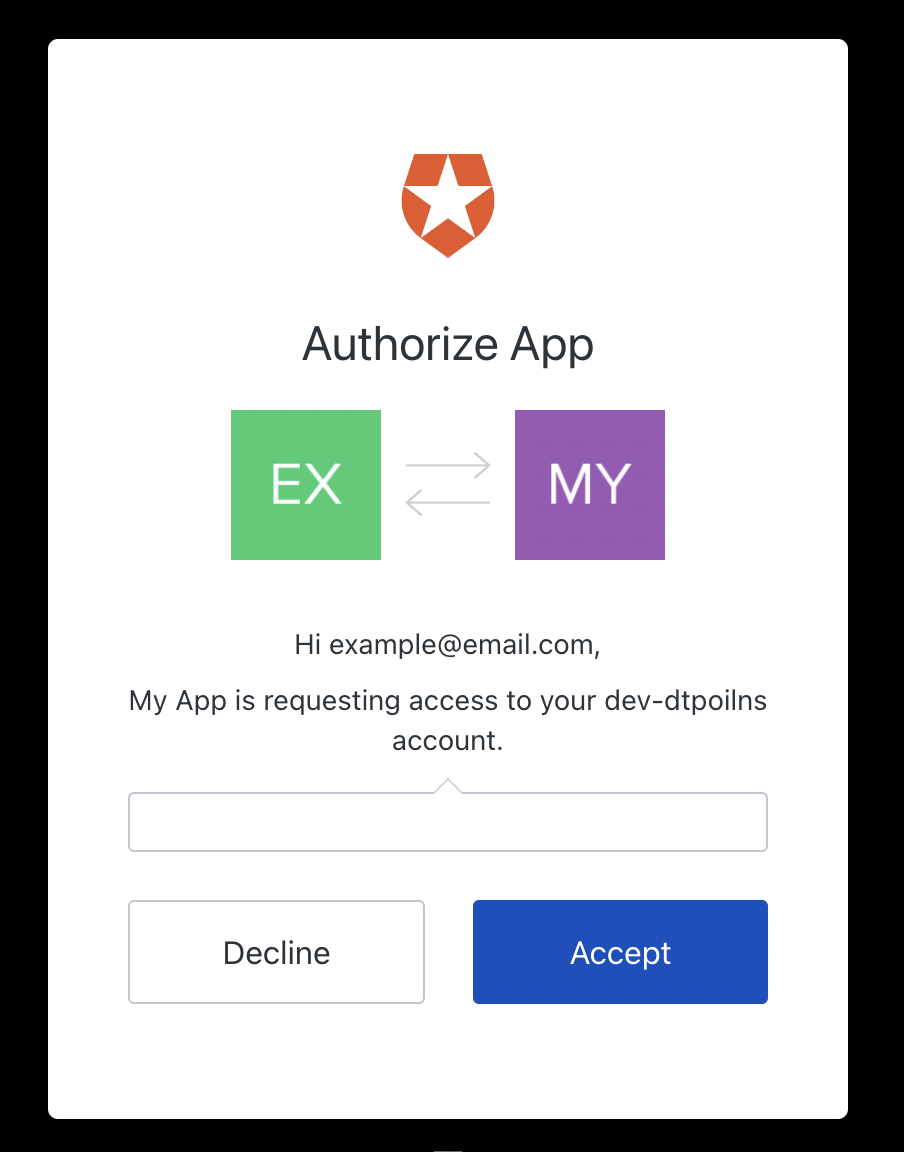 Authorize App
EX
MY
Hi example@email.com,
My App is requesting access to your dev-dtpoilns
account.
Decline
Accept